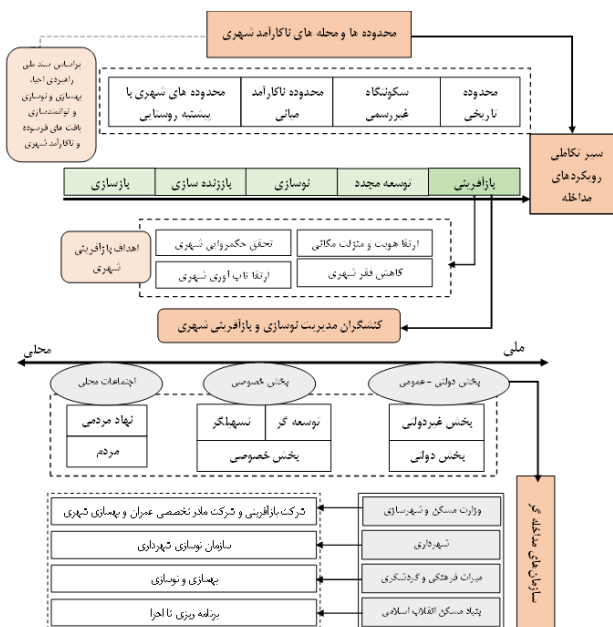 محدوده ها و محله های ناکارآمد شهری
براساس سند ملی
راهبردی احیا،
بهسازی و نوسازی
و توانمندسازی
بافت های فرسوده
و ناکارآمد شهری
محدوده
تاریخی
سکونتگاه
غیررسمی
محدوده ناکارآمد
میانی
محدوده های شهری با
پیشینه روستایی
سیر تکاملی
رویکردهای
مداخله
بازآفرینی
توسعه مجدد
نوسازی
باززنده سازی
بازسازی
اهداف بازآفرینی
شهری
ارتقا هویت و منزلت مکانی
تحقق حکمروایی شهری
کاهش فقر شهری
ارتقا تاب آوری شهری
کنشگران مدیریت نوسازی و بازآفرینی شهری
ملی
محلی
بخش دولتی - عمومی
بخش خصوصی
اجتماعات محلی
بخش غیردولتی
بخش دولتی
توسعه گر
تسهیلگر
بخش خصوصی
نهاد مردمی
مردم
سازمان های مداخله گر
وزارت مسکن و شهرسازی
شرکت بازآفرینی و شرکت مادر تخصصی عمران و بهسازی شهری
شهرداری
سازمان نوسازی شهرداری
میراث فرهنگی و گردشگری
بهسازی و نوسازی
بنیاد مسکن انقلاب اسلامی
برنامه ریزی تا اجرا